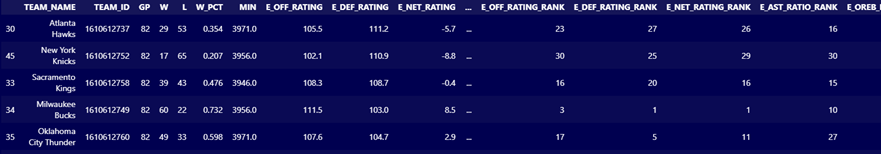 TEAM_NAME TEAM_ID GP W L W_PCT MIN E_OFF_RATING E_DEF_RATING E_NET_RATING ... E_OFF_RATING_RANK E_DEF_RATING_RANK E_NET_RATING_RANK E_AST_RATIO_RANK E_OREB_
30 Atlanta Hawks 1610612737 82 29 53 0.354 3971.0 105.5 111.2 -5.7 ... 23 27 26 16
45 New York Knicks 1610612752 82 17 65 0.207 3956.0 102.1 110.9 -8.8 ... 30 25 29 30
33 Sacramento Kings 1610612758 82 39 43 0.476 3946.0 108.3 108.7 -0.4 ... 16 20 16 15
34 Milwaukee Bucks 1610612749 82 60 22 0.732 3956.0 111.5 103.0 8.5 ... 3 1 1 10
35 Oklahoma City Thunder 1610612760 82 49 33 0.598 3971.0 107.6 104.7 2.9 ... 17 5 11 27